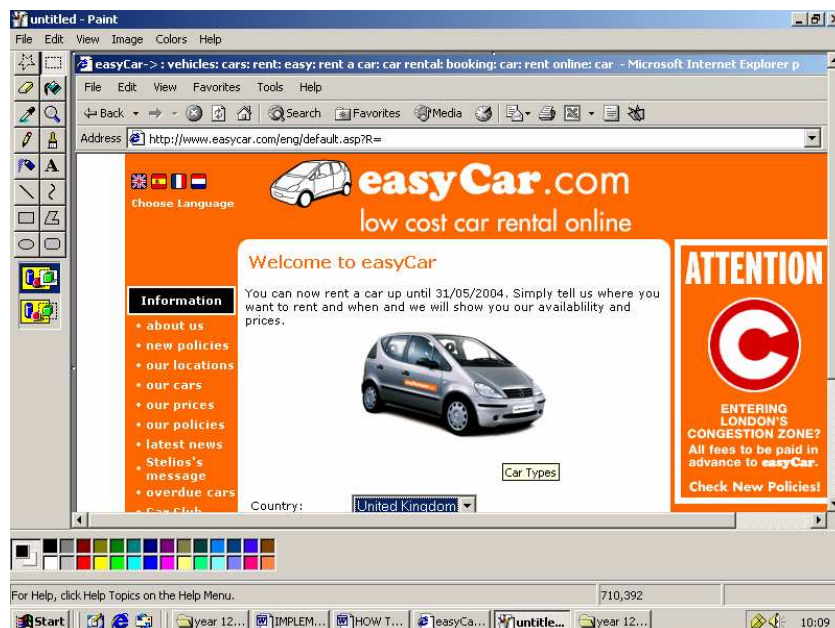 untitled - Paint
File Edit View Image Colors Help
easyCar-> : vehicles: cars: rent: easy: rent a car: car rental: booking: car: rent online: car - Microsoft Internet Explorer p
File Edit View Favorites Tools Help
Back Search Favorites Media
Address http://www.easycar.com/eng/default.asp?R=
Choose Language
easyCar.com
low cost car rental online
Welcome to easyCar
You can now rent a car up until 31/05/2004. Simply tell us where you
want to rent and when and we will show you our availablility and
prices.
Information
about us
new policies
our locations
our cars
our prices
our policies
latest news
Stelios's
message
overdue cars
Car Club
Car Types
Country: United Kingdom
ATTENTION
C
ENTERING
LONDON'S
CONGESTION ZONE?
All fees to be paid in
advance to easyCar.
Check New Policies!
For Help, click Help Topics on the Help Menu.
710,392
Start year 12... IMPLEM... HOW T... easyCa... untitle... year 12... 10:09